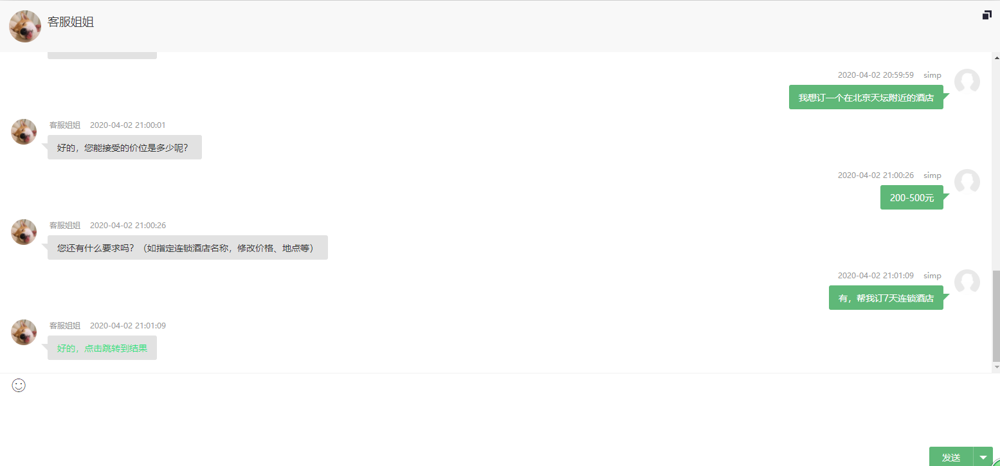 客服姐姐
2020-04-02 20:59:59 simp
我想订一个在北京天坛附近的酒店
客服姐姐 2020-04-02 21:00:01
好的，您能接受的价位是多少呢？
2020-04-02 21:00:26 simp
200-500元
客服姐姐 2020-04-02 21:00:26
您还有什么要求吗？（如指定连锁酒店名称，修改价格、地点等）
2020-04-02 21:01:09 simp
有，帮我订7天连锁酒店
客服姐姐 2020-04-02 21:01:09
好的，点击跳转到结果
发送